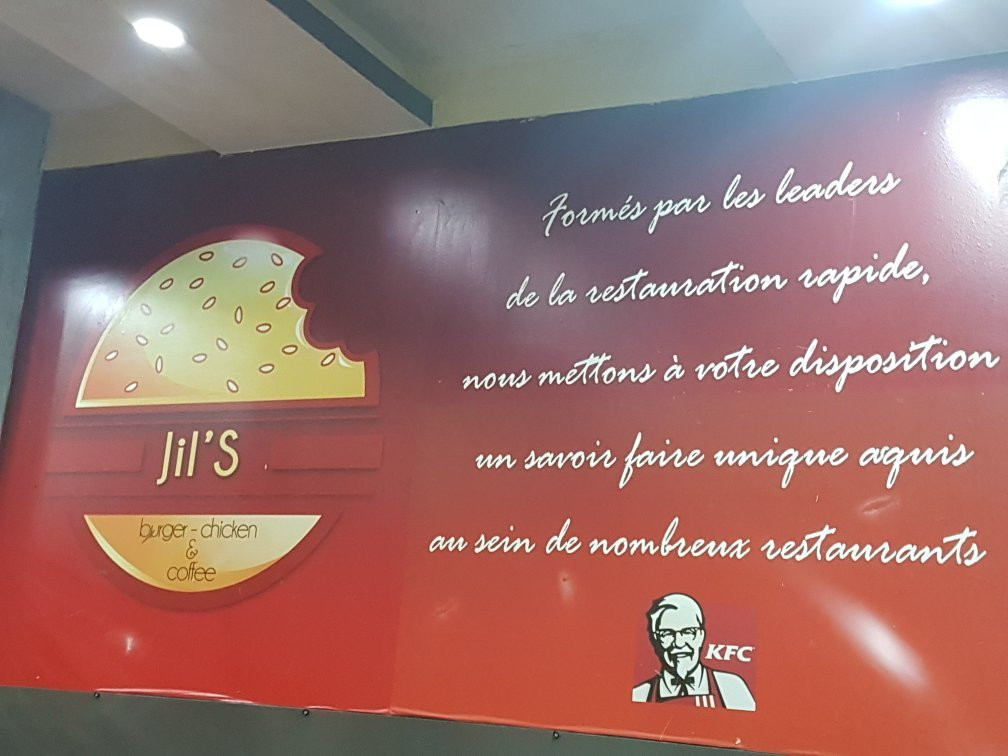 Jil'S
burger - chicken
&
coffee
Formés par les leaders
de la restauration rapide,
nous mettons à votre disposition
un savoir faire unique aquis
au sein de nombreux restaurants
KFC